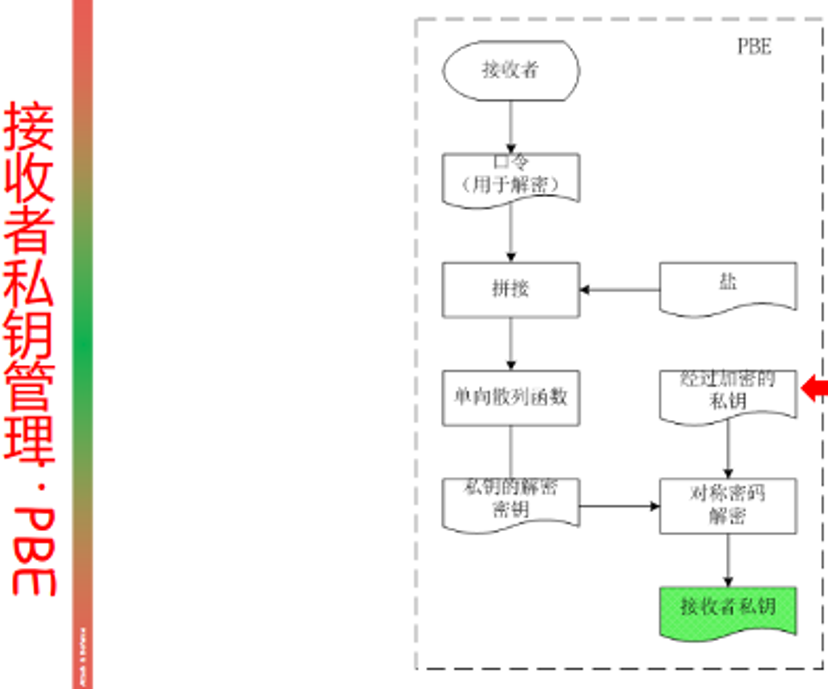 接收者私钥管理：PBE
PBE
接收者
口令
（用于解密）
拼接
盐
单向散列函数
经过加密的
私钥
私钥的解密
密钥
对称密码
解密
接收者私钥